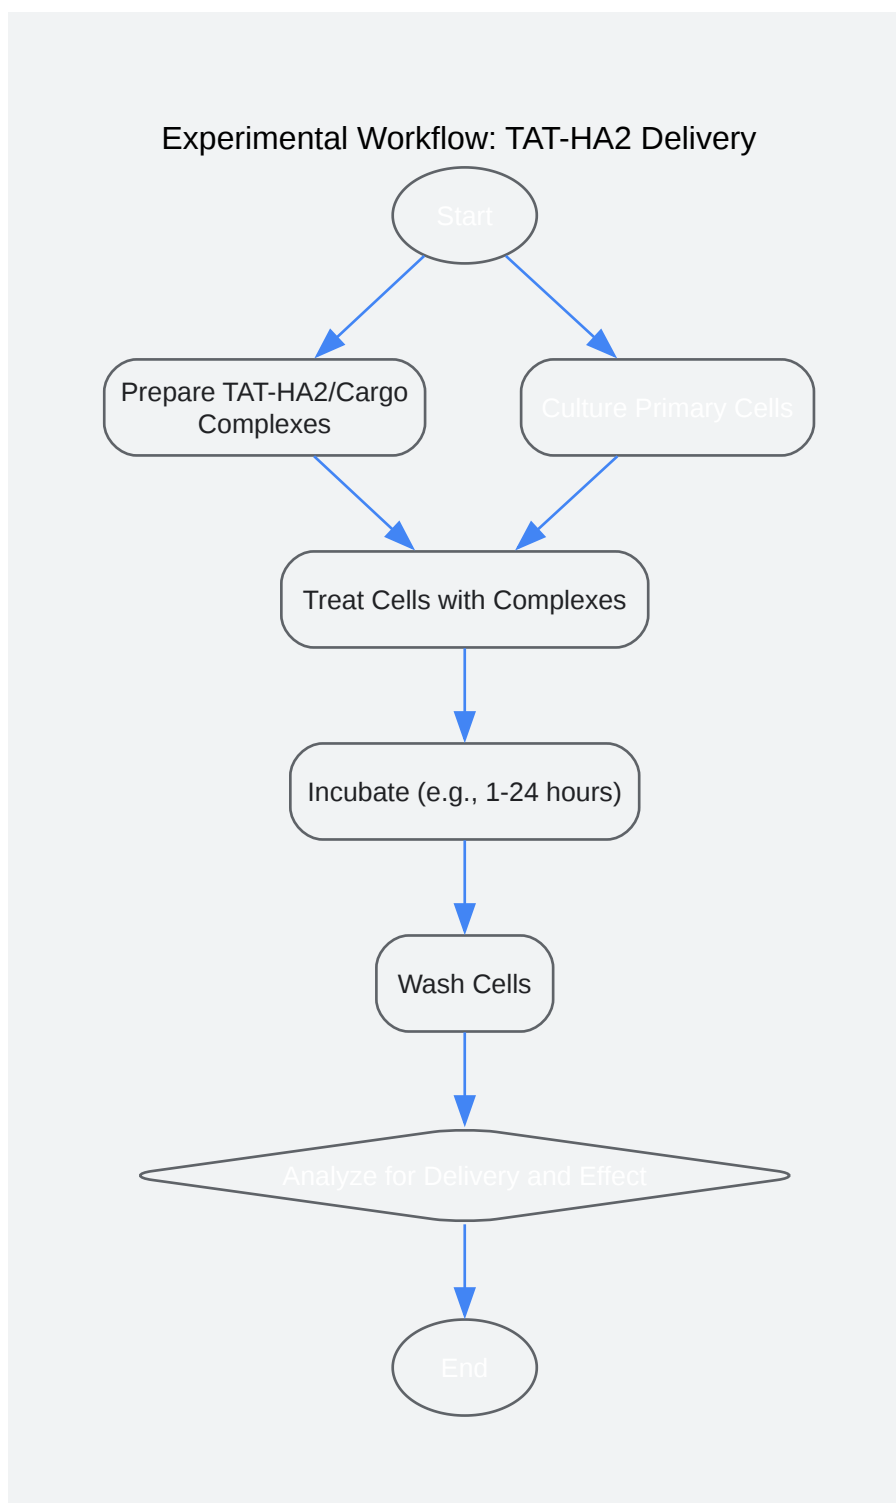 Experimental Workflow: TAT-HA2 Delivery
Start
Prepare TAT-HA2/Cargo
Complexes
Culture Primary Cells
Treat Cells with Complexes
Incubate (e.g., 1-24 hours)
Wash Cells
Analyze for Delivery and Effect
End